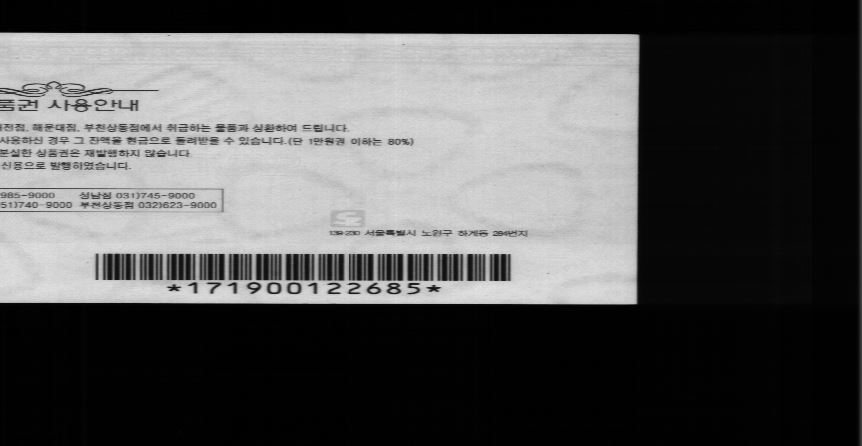 품권 사용안내
대전점, 해운대점, 부천상동점에서 취급하는 물품과 상환하여 드립니다.
사용하신 경우 그 잔액을 현금으로 돌려받을 수 있습니다.(단 1만원권 이하는 80%)
분실한 상품권은 재발행하지 않습니다.
신용으로 발행하였습니다.
985-9000 성남점 031)745-9000
51)740-9000 부천상동점 032)623-9000
139-230 서울특별시 노원구 하계동 284번지
*171900122685*